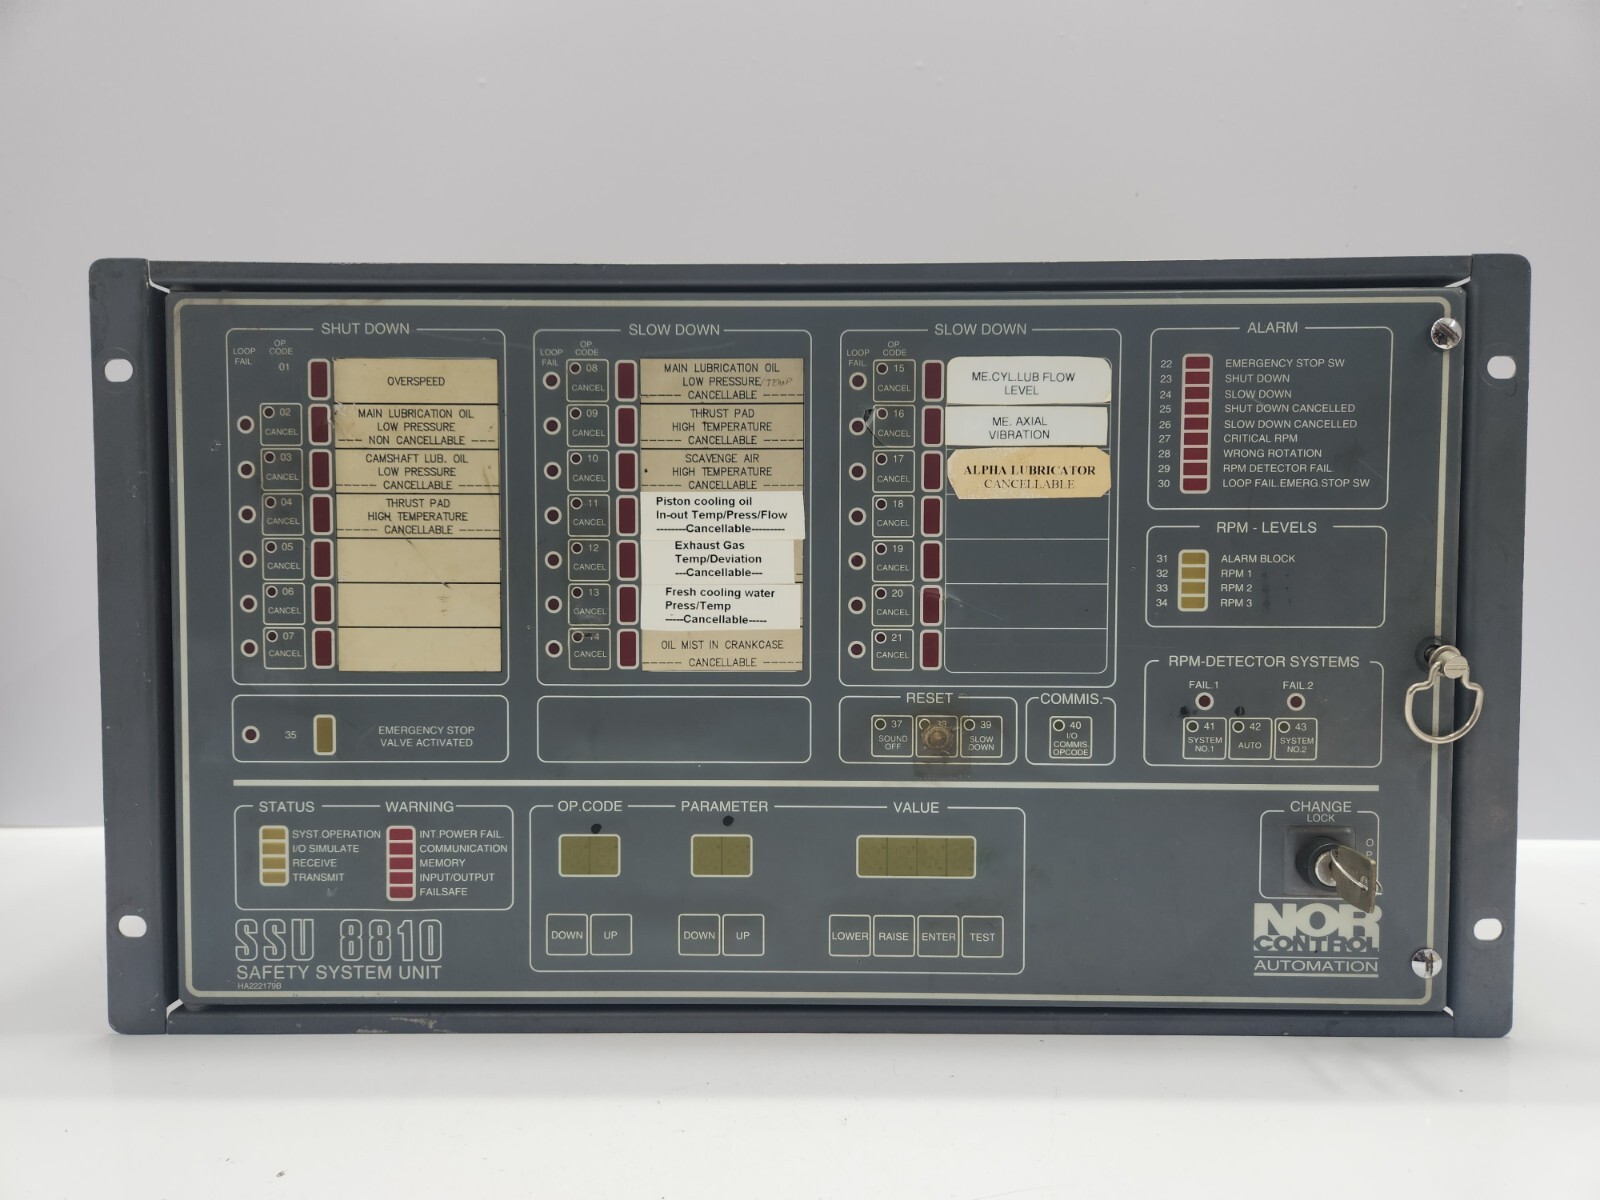 SHUT DOWN
LOOP
FAIL
OP.
CODE
01
OVERSPEED
02
CANCEL
MAIN LUBRICATION OIL
LOW PRESSURE
--- NON CANCELLABLE ---
03
CANCEL
CAMSHAFT LUB. OIL
LOW PRESSURE
---- CANCELLABLE ----
04
CANCEL
THRUST PAD
HIGH TEMPERATURE
---- CANCELLABLE ----
05
CANCEL
06
CANCEL
07
CANCEL
35
EMERGENCY STOP
VALVE ACTIVATED
SLOW DOWN
LOOP
FAIL
OP.
CODE
08
CANCEL
MAIN LUBRICATION OIL
LOW PRESSURE/TEMP
---- CANCELLABLE ----
09
CANCEL
THRUST PAD
HIGH TEMPERATURE
---- CANCELLABLE ----
10
CANCEL
SCAVENGE AIR
HIGH TEMPERATURE
---- CANCELLABLE ----
11
CANCEL
Piston cooling oil
In-out Temp/Press/Flow
--------Cancellable---------
12
CANCEL
Exhaust Gas
Temp/Deviation
---Cancellable---
13
CANCEL
Fresh cooling water
Press/Temp
-----Cancellable-----
14
CANCEL
OIL MIST IN CRANKCASE
---- CANCELLABLE ----
SLOW DOWN
LOOP
FAIL
OP.
CODE
15
CANCEL
ME.CYL.LUB FLOW
LEVEL
16
CANCEL
ME. AXIAL
VIBRATION
17
CANCEL
ALPHA LUBRICATOR
CANCELLABLE
18
CANCEL
19
CANCEL
20
CANCEL
21
CANCEL
RESET
37
SOUND
OFF
38
39
SLOW
DOWN
COMMIS.
40
I/O
COMMIS.
OPCODE
ALARM
22 EMERGENCY STOP SW
23 SHUT DOWN
24 SLOW DOWN
25 SHUT DOWN CANCELLED
26 SLOW DOWN CANCELLED
27 CRITICAL RPM
28 WRONG ROTATION
29 RPM DETECTOR FAIL
30 LOOP FAIL.EMERG.STOP SW
RPM - LEVELS
31 ALARM BLOCK
32 RPM 1
33 RPM 2
34 RPM 3
RPM-DETECTOR SYSTEMS
FAIL.1 FAIL.2
41
SYSTEM
NO.1
42
AUTO
43
SYSTEM
NO.2
STATUS
SYST.OPERATION
I/O SIMULATE
RECEIVE
TRANSMIT
WARNING
INT.POWER FAIL.
COMMUNICATION
MEMORY
INPUT/OUTPUT
FAILSAFE
SSU 8810
SAFETY SYSTEM UNIT
HA222179B
OP.CODE
DOWN UP
PARAMETER
DOWN UP
VALUE
LOWER RAISE ENTER TEST
CHANGE
LOCK
O
P
NOR
CONTROL
AUTOMATION